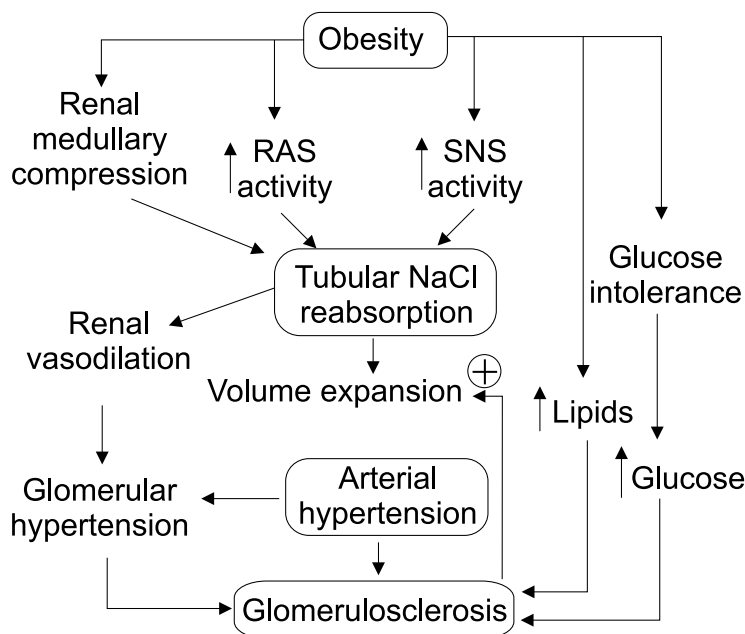 Obesity
Renal
medullary
compression
RAS
activity
SNS
activity
Glucose
intolerance
Tubular NaCl
reabsorption
Renal
vasodilation
Volume expansion
+
Lipids
Glucose
Glomerular
hypertension
Arterial
hypertension
Glomerulosclerosis